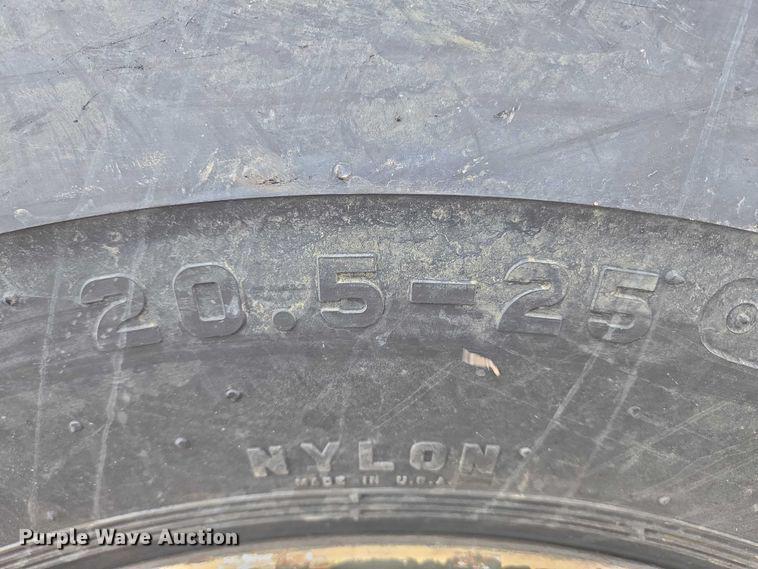 20.5-25
NYLON
MADE IN U.S.A.
Purple Wave Auction